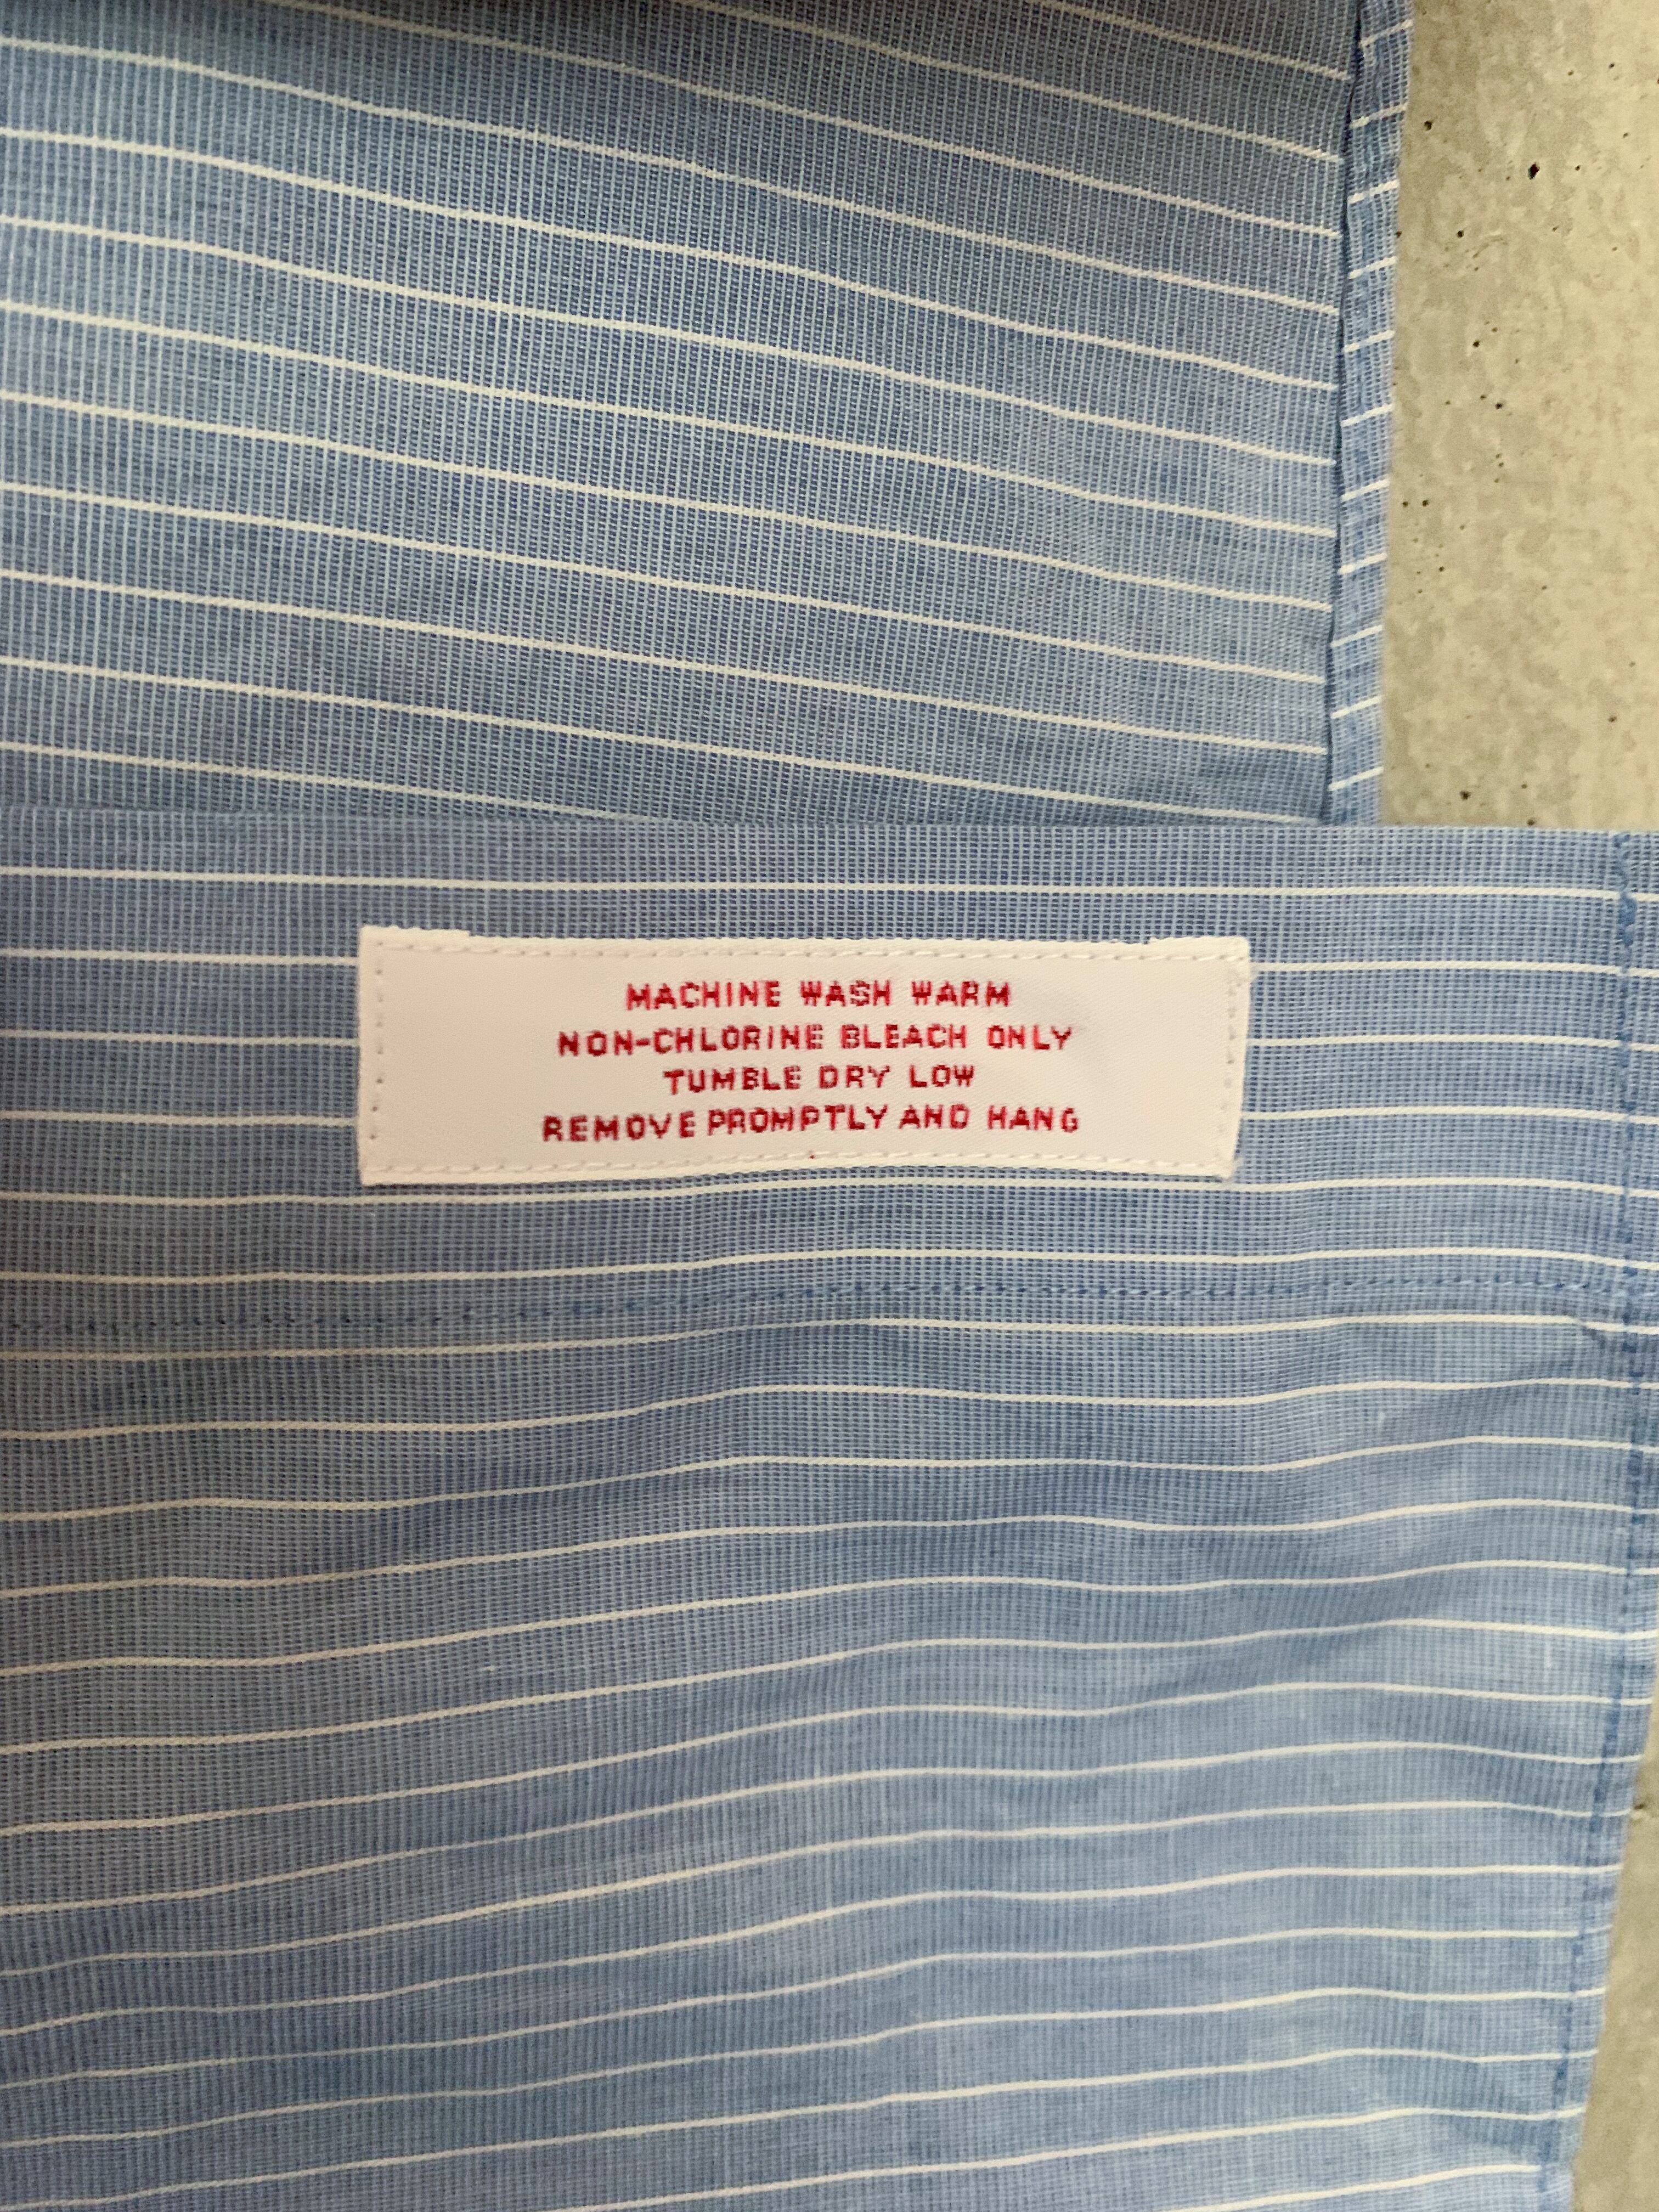 MACHINE WASH WARM
NON-CHLORINE BLEACH ONLY
TUMBLE DRY LOW
REMOVE PROMPTLY AND HANG